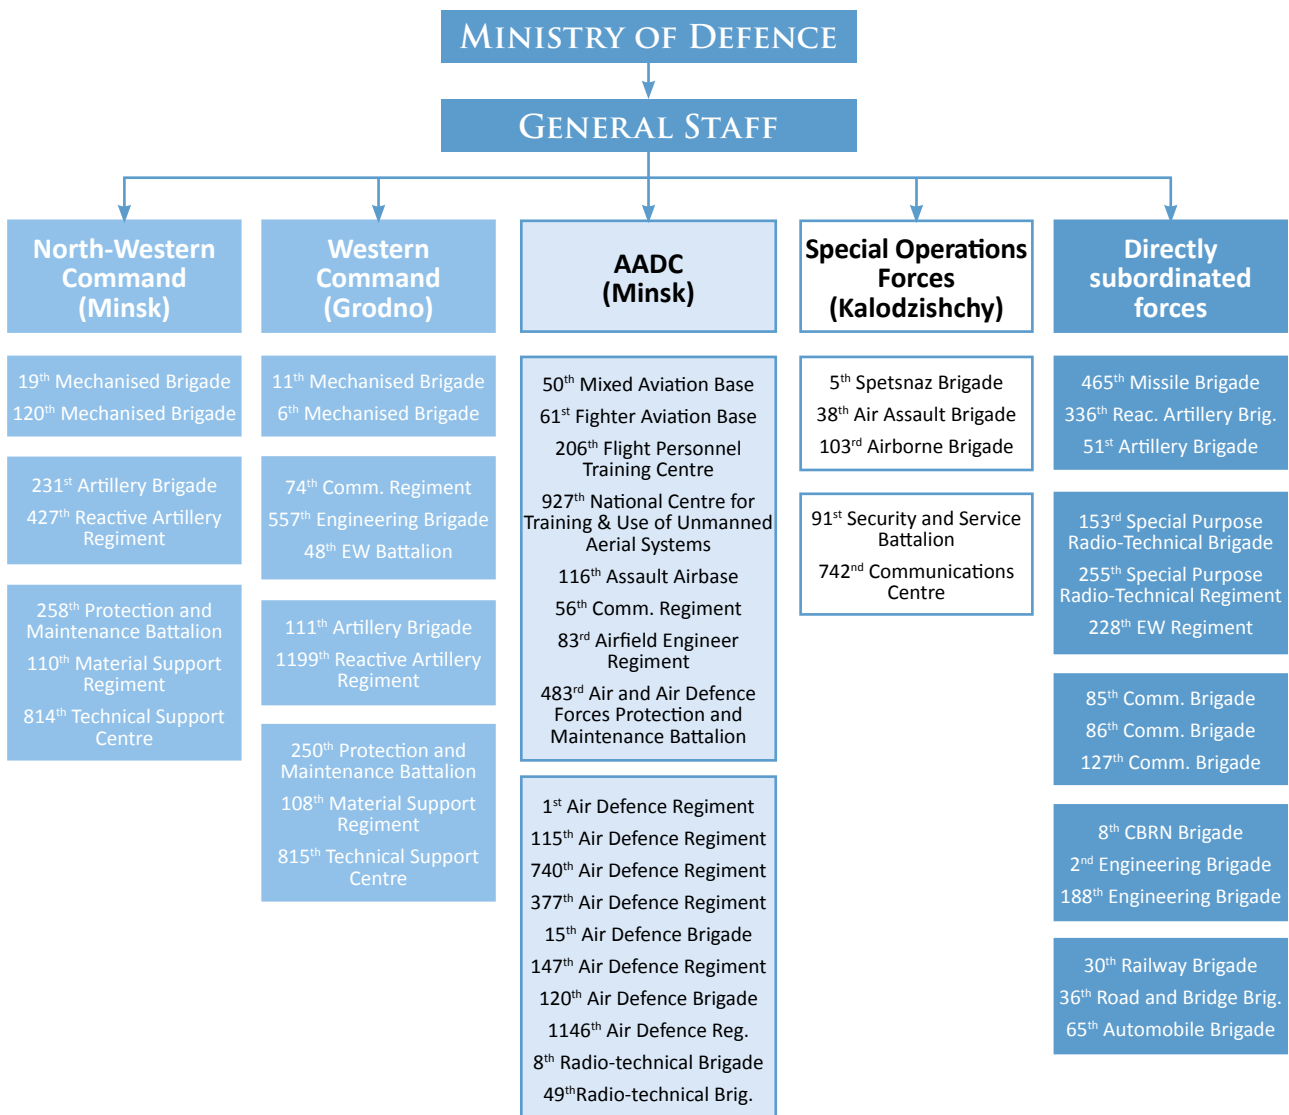 MINISTRY OF DEFENCE
GENERAL STAFF
North-Western
Command
(Minsk)
19th Mechanised Brigade
120th Mechanised Brigade
231st Artillery Brigade
427th Reactive Artillery
Regiment
258th Protection and
Maintenance Battalion
110th Material Support
Regiment
814th Technical Support
Centre
Western
Command
(Grodno)
11th Mechanised Brigade
6th Mechanised Brigade
74th Comm. Regiment
557th Engineering Brigade
48th EW Battalion
111th Artillery Brigade
1199th Reactive Artillery
Regiment
250th Protection and
Maintenance Battalion
108th Material Support
Regiment
815th Technical Support
Centre
AADC
(Minsk)
50th Mixed Aviation Base
61st Fighter Aviation Base
206th Flight Personnel
Training Centre
927th National Centre for
Training & Use of Unmanned
Aerial Systems
116th Assault Airbase
56th Comm. Regiment
83rd Airfield Engineer
Regiment
483rd Air and Air Defence
Forces Protection and
Maintenance Battalion
1st Air Defence Regiment
115th Air Defence Regiment
740th Air Defence Regiment
377th Air Defence Regiment
15th Air Defence Brigade
147th Air Defence Regiment
120th Air Defence Brigade
1146th Air Defence Reg.
8th Radio-technical Brigade
49thRadio-technical Brig.
Special Operations
Forces
(Kalodzishchy)
5th Spetsnaz Brigade
38th Air Assault Brigade
103rd Airborne Brigade
91st Security and Service
Battalion
742nd Communications
Centre
Directly
subordinated
forces
465th Missile Brigade
336th Reac. Artillery Brig.
51st Artillery Brigade
153rd Special Purpose
Radio-Technical Brigade
255th Special Purpose
Radio-Technical Regiment
228th EW Regiment
85th Comm. Brigade
86th Comm. Brigade
127th Comm. Brigade
8th CBRN Brigade
2nd Engineering Brigade
188th Engineering Brigade
30th Railway Brigade
36th Road and Bridge Brig.
65th Automobile Brigade